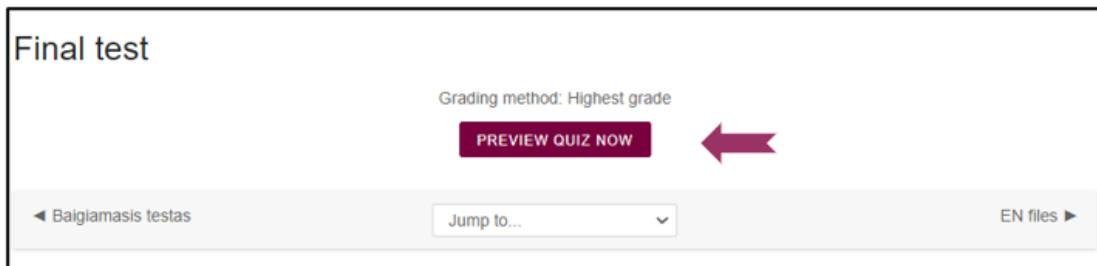 Final test
Grading method: Highest grade
PREVIEW QUIZ NOW
◄ Baigiamasis testas
Jump to...
EN files ►